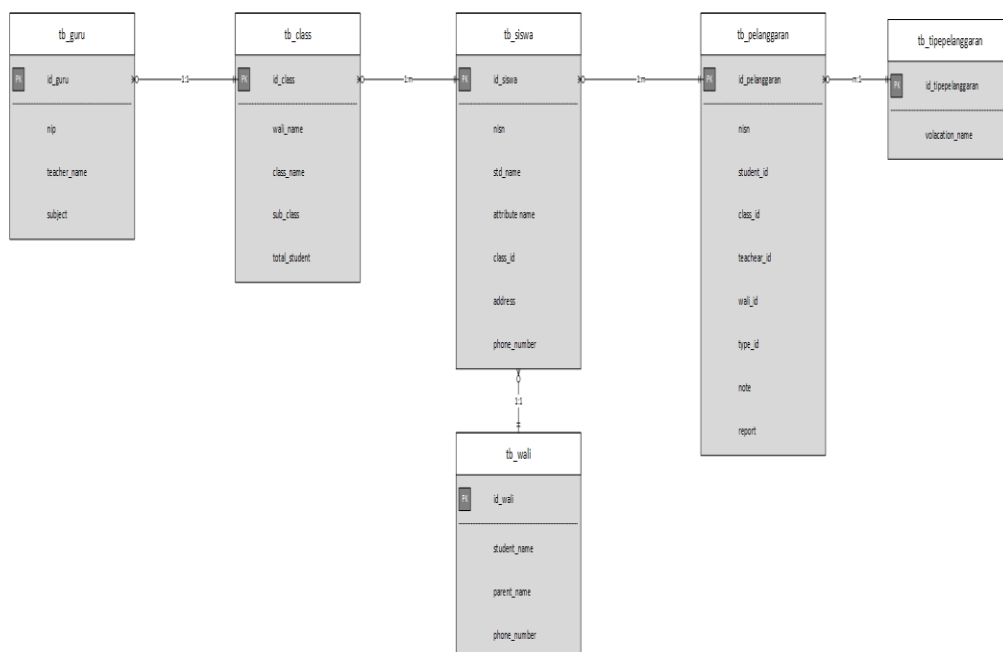 tb_guru
PK id_guru
nip
teacher_name
subject
1:1
tb_class
PK id_class
wali_name
class_name
sub_class
total_student
1:m
tb_siswa
PK id_siswa
nisn
std_name
attribute name
class_id
address
phone_number
1:m
tb_pelanggaran
PK id_pelanggaran
nisn
student_id
class_id
teachear_id
wali_id
type_id
note
report
m:1
tb_tipepelanggaran
PK id_tipepelanggaran
volacation_name
1:1
tb_wali
PK id_wali
student_name
parent_name
phone_number